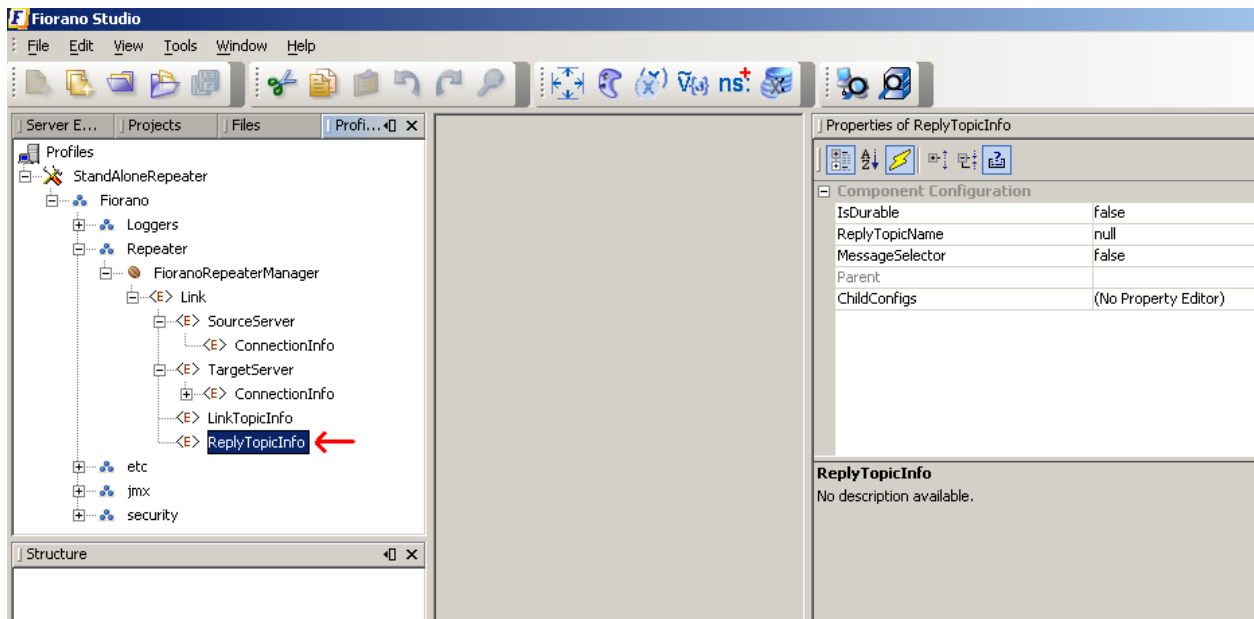 Fiorano Studio
File Edit View Tools Window Help
ns:
Server E... Projects Files Profi...
Profiles
StandAloneRepeater
Fiorano
Loggers
Repeater
FioranoRepeaterManager
<E> Link
<E> SourceServer
<E> ConnectionInfo
<E> TargetServer
<E> ConnectionInfo
<E> LinkTopicInfo
<E> ReplyTopicInfo
etc
jmx
security
Structure
Properties of ReplyTopicInfo
Component Configuration
IsDurable false
ReplyTopicName null
MessageSelector false
Parent
ChildConfigs (No Property Editor)
ReplyTopicInfo
No description available.